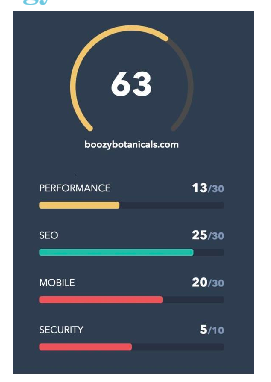 63
boozybotanicals.com
PERFORMANCE 13/30
SEO 25/30
MOBILE 20/30
SECURITY 5/10